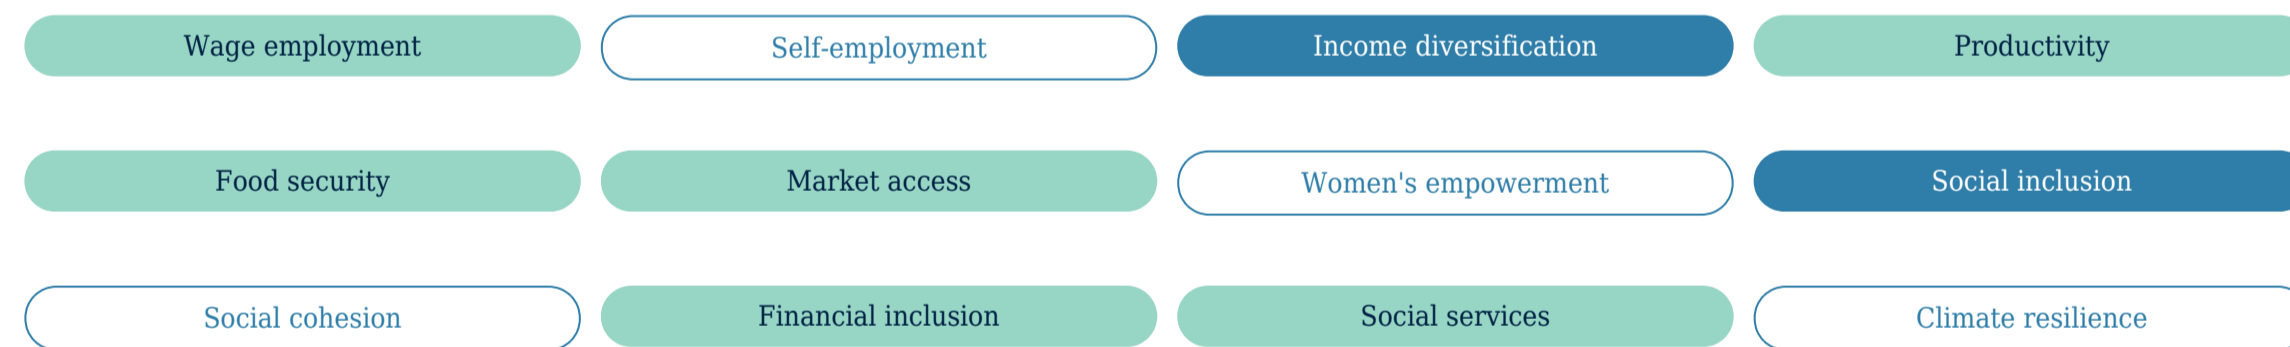 Wage employment
Self-employment
Income diversification
Productivity
Food security
Market access
Women's empowerment
Social inclusion
Social cohesion
Financial inclusion
Social services
Climate resilience